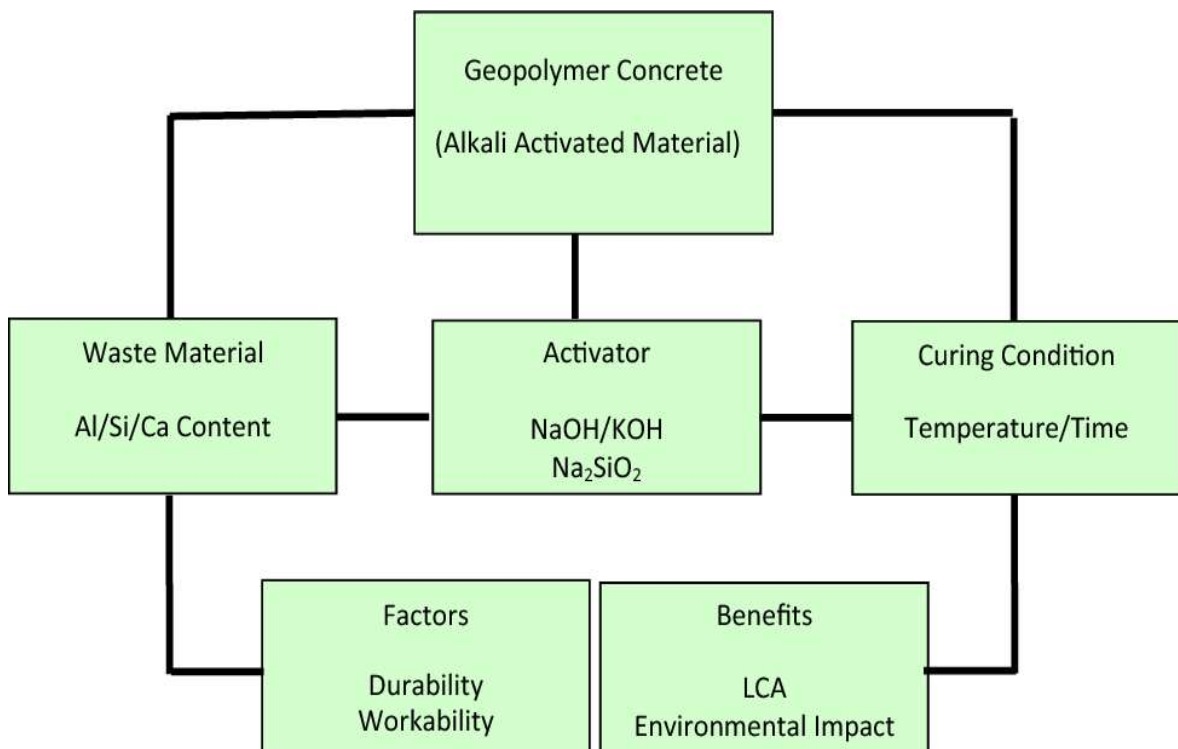 Geopolymer Concrete
(Alkali Activated Material)
Waste Material
Al/Si/Ca Content
Activator
NaOH/KOH
Na₂SiO₂
Curing Condition
Temperature/Time
Factors
Durability
Workability
Benefits
LCA
Environmental Impact